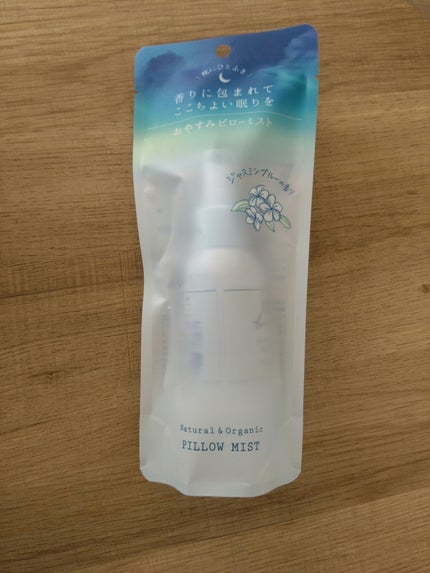 枕にひとふき
香りに包まれて
ここちよい眠りを
おやすみピローミスト
ジャスミンブルーの香り
Natural & Organic
PILLOW MIST